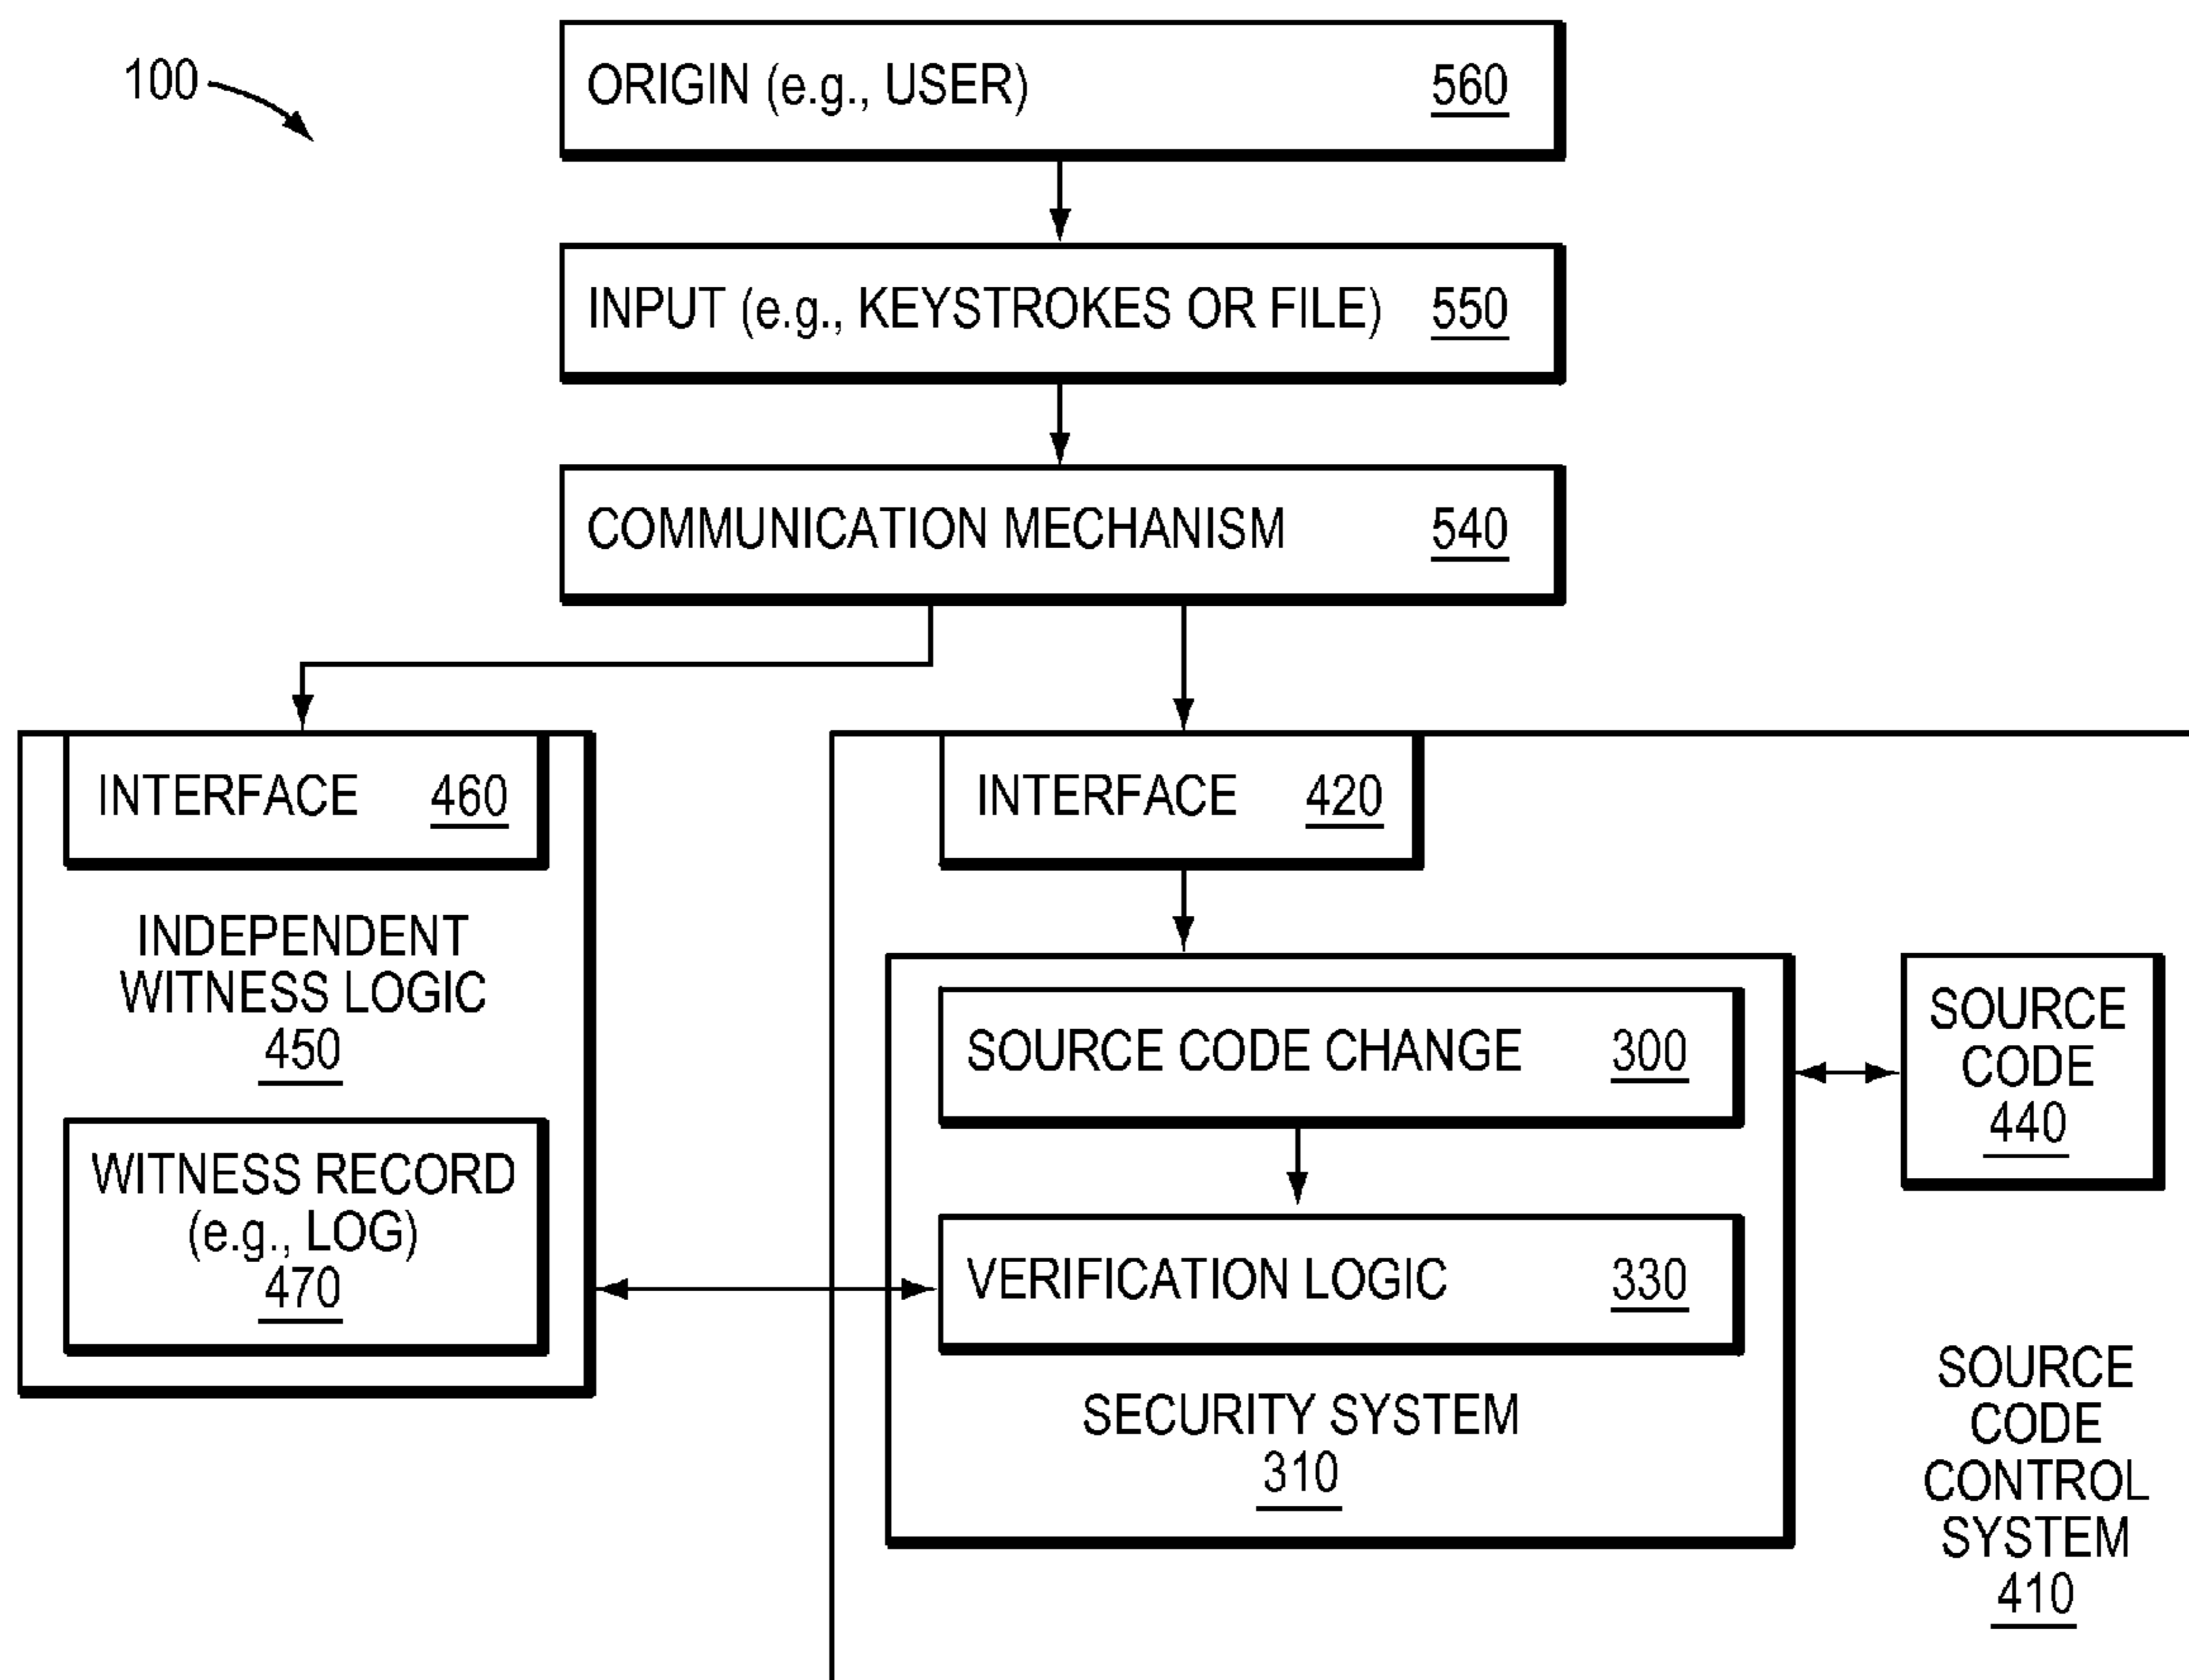 100
ORIGIN (e.g., USER) 560
INPUT (e.g., KEYSTROKES OR FILE) 550
COMMUNICATION MECHANISM 540
INTERFACE 460
INDEPENDENT
WITNESS LOGIC
450
WITNESS RECORD
(e.g., LOG)
470
INTERFACE 420
SOURCE CODE CHANGE 300
VERIFICATION LOGIC 330
SECURITY SYSTEM
310
SOURCE
CODE
440
SOURCE
CODE
CONTROL
SYSTEM
410